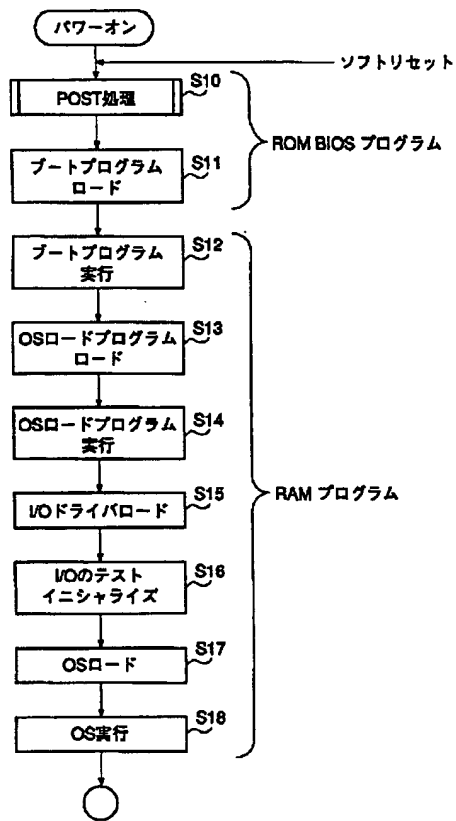 パワーオン
ソフトリセット
S10
POST処理
ROM BIOS プログラム
S11
ブートプログラム
ロード
S12
ブートプログラム
実行
S13
OSロードプログラム
ロード
S14
OSロードプログラム
実行
S15
I/Oドライバロード
RAM プログラム
S16
I/Oのテスト
イニシャライズ
S17
OSロード
S18
OS実行